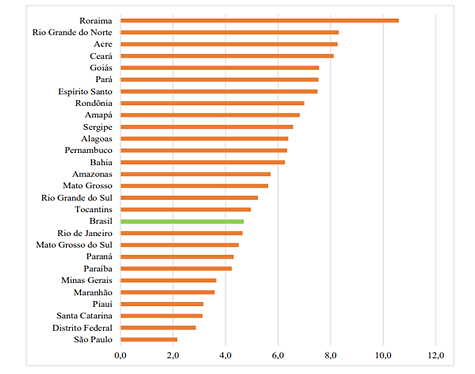 Roraima
Rio Grande do Norte
Acre
Ceará
Goiás
Pará
Espírito Santo
Rondônia
Amapá
Sergipe
Alagoas
Pernambuco
Bahia
Amazonas
Mato Grosso
Rio Grande do Sul
Tocantins
Brasil
Rio de Janeiro
Mato Grosso do Sul
Paraná
Paraíba
Minas Gerais
Maranhão
Piauí
Santa Catarina
Distrito Federal
São Paulo
0,0 2,0 4,0 6,0 8,0 10,0 12,0